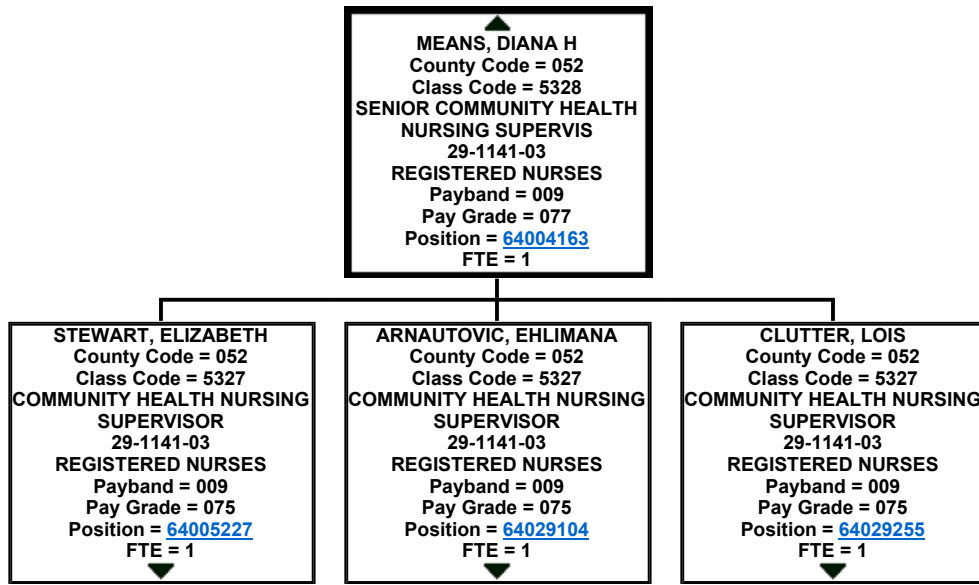 MEANS, DIANA H
County Code = 052
Class Code = 5328
SENIOR COMMUNITY HEALTH
NURSING SUPERVIS
29-1141-03
REGISTERED NURSES
Payband = 009
Pay Grade = 077
Position = 64004163
FTE = 1
STEWART, ELIZABETH
County Code = 052
Class Code = 5327
COMMUNITY HEALTH NURSING
SUPERVISOR
29-1141-03
REGISTERED NURSES
Payband = 009
Pay Grade = 075
Position = 64005227
FTE = 1
ARNAUTOVIC, EHLIMANA
County Code = 052
Class Code = 5327
COMMUNITY HEALTH NURSING
SUPERVISOR
29-1141-03
REGISTERED NURSES
Payband = 009
Pay Grade = 075
Position = 64029104
FTE = 1
CLUTTER, LOIS
County Code = 052
Class Code = 5327
COMMUNITY HEALTH NURSING
SUPERVISOR
29-1141-03
REGISTERED NURSES
Payband = 009
Pay Grade = 075
Position = 64029255
FTE = 1